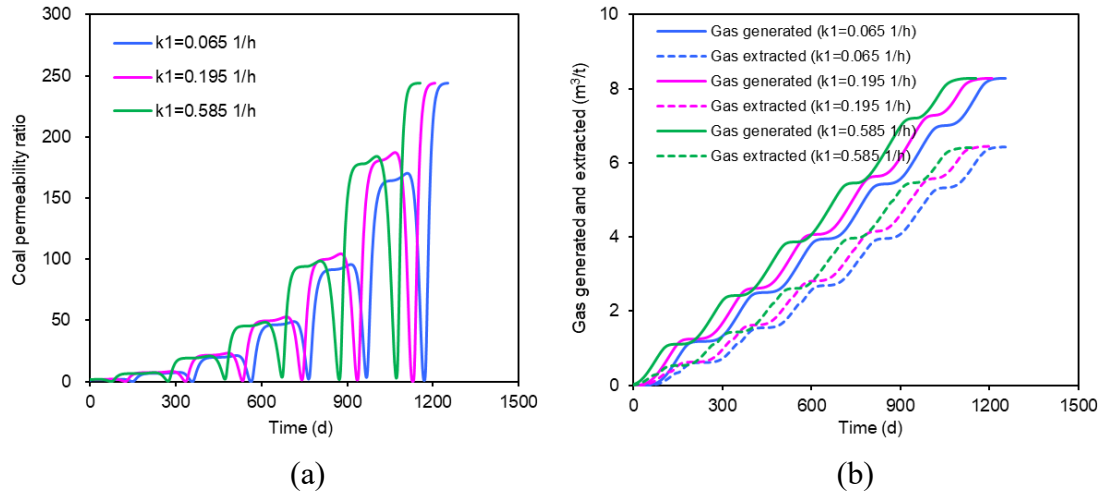 300
250
200
150
100
50
0
Coal permeability ratio
k1=0.065 1/h
k1=0.195 1/h
k1=0.585 1/h
0 300 600 900 1200 1500
Time (d)
(a)
10
8
6
4
2
0
Gas generated and extracted (m³/t)
Gas generated (k1=0.065 1/h)
Gas extracted (k1=0.065 1/h)
Gas generated (k1=0.195 1/h)
Gas extracted (k1=0.195 1/h)
Gas generated (k1=0.585 1/h)
Gas extracted (k1=0.585 1/h)
0 300 600 900 1200 1500
Time (d)
(b)